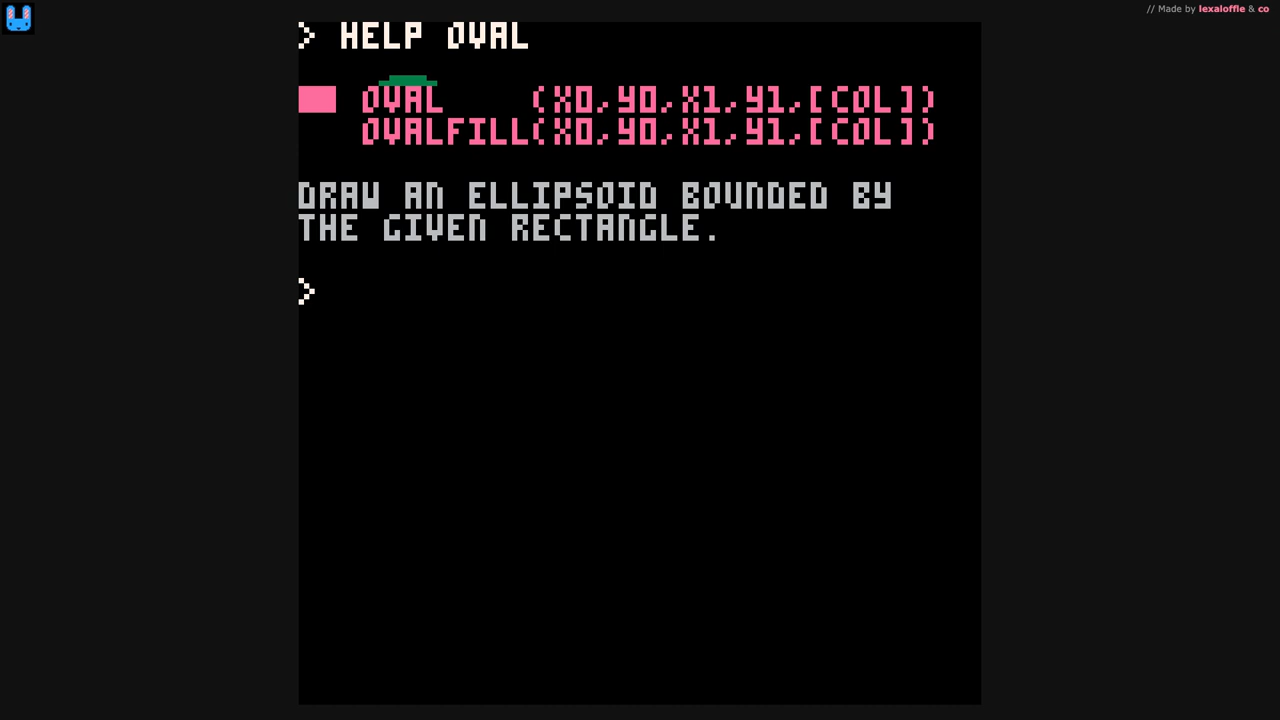 // Made by lexaloffle & co
> HELP OVAL
OVAL (X0,Y0,X1,Y1,[COL])
OVALFILL(X0,Y0,X1,Y1,[COL])
DRAW AN ELLIPSOID BOUNDED BY
THE GIVEN RECTANGLE.
>